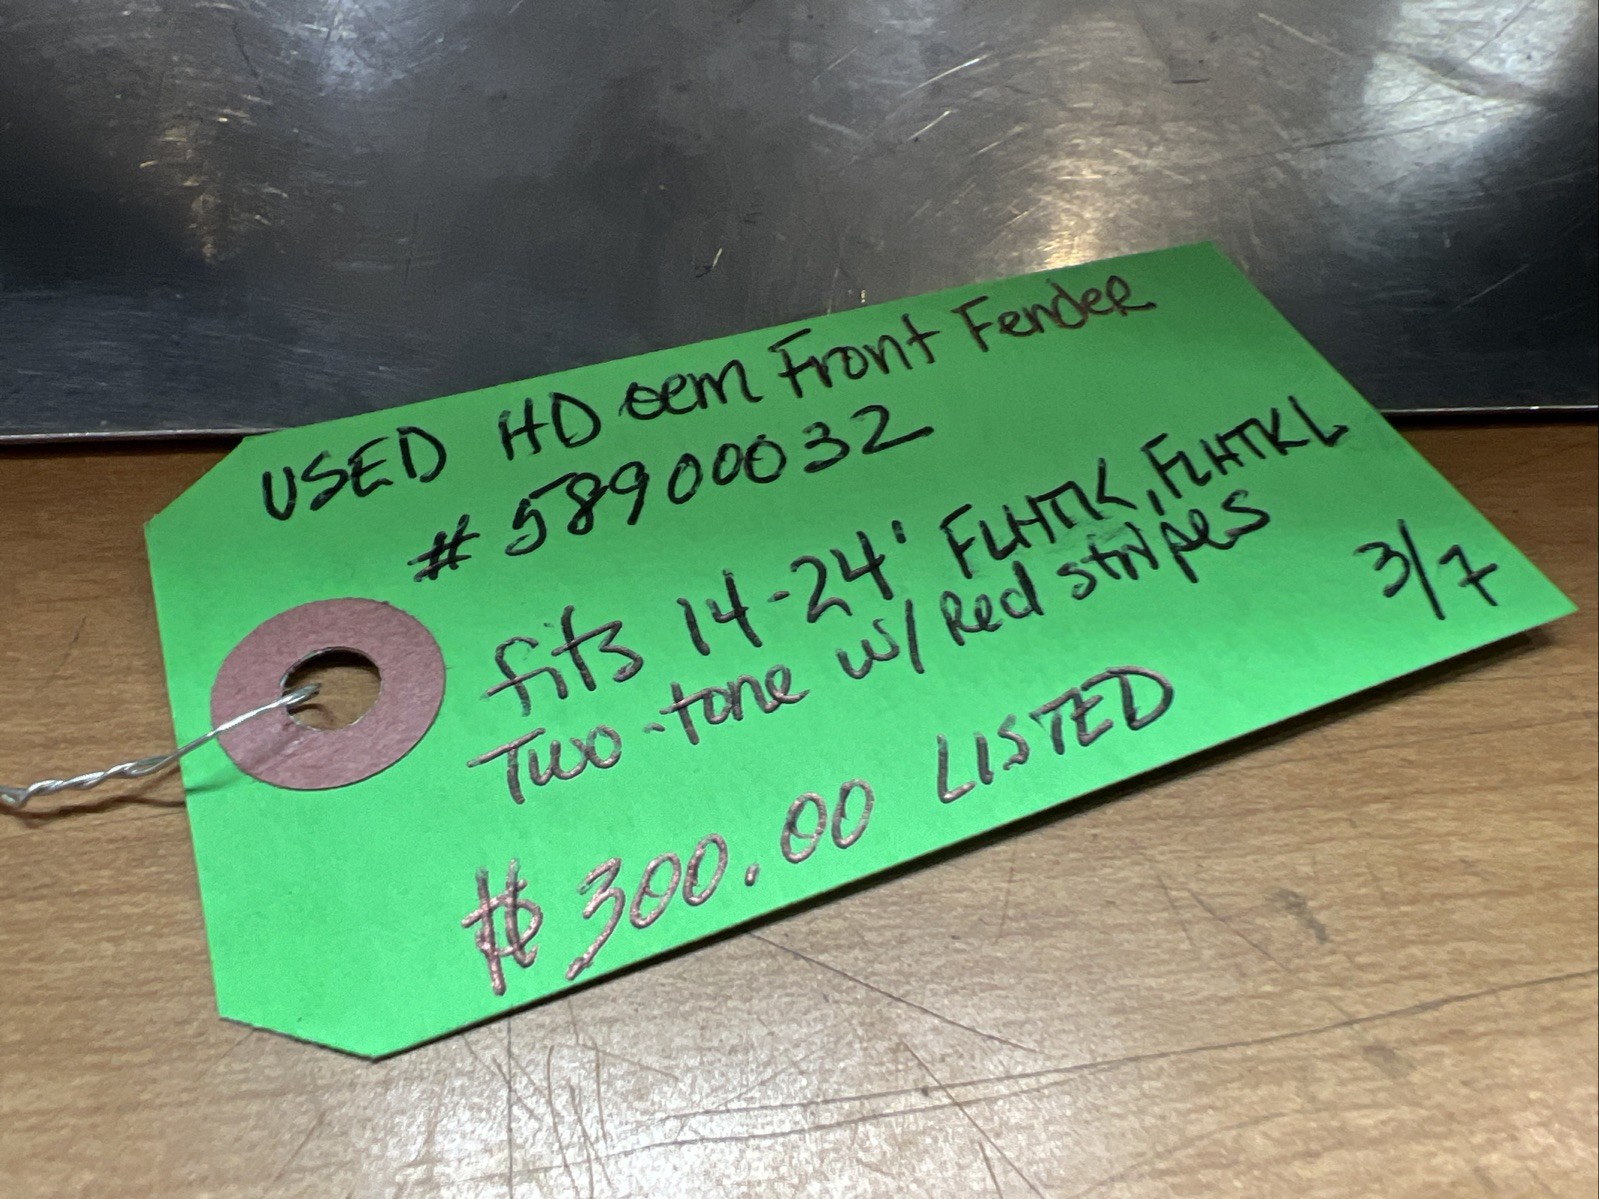 USED HD oem Front Fender
# 58900032
fits 14-24' FLHTK, FLHTKL
Two-tone w/ Red stripes
3/7
$300.00 LISTED